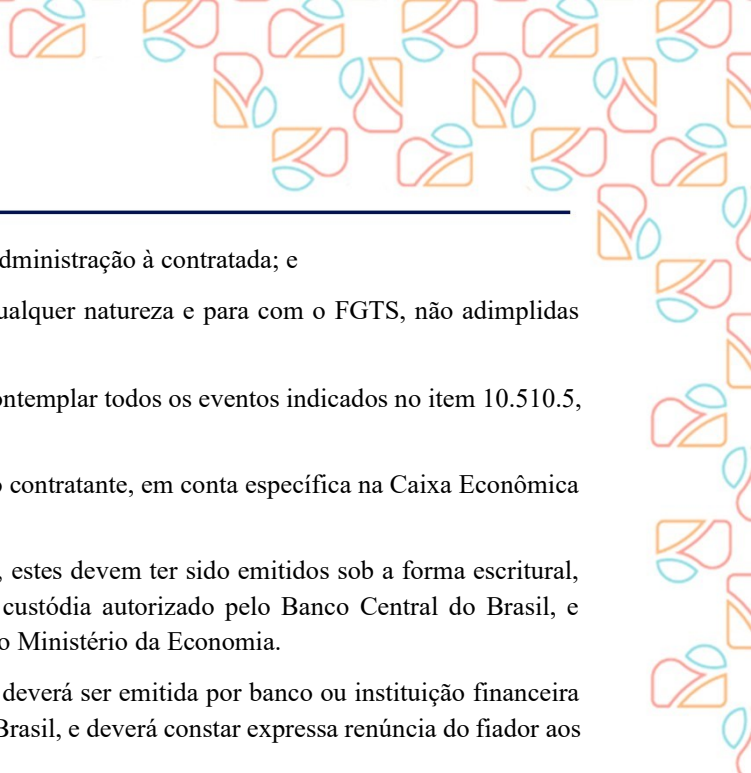 dministração à contratada; e
ualquer natureza e para com o FGTS, não adimplidas
ontemplar todos os eventos indicados no item 10.510.5,
o contratante, em conta específica na Caixa Econômica
, estes devem ter sido emitidos sob a forma escritural,
custódia autorizado pelo Banco Central do Brasil, e
o Ministério da Economia.
deverá ser emitida por banco ou instituição financeira
Brasil, e deverá constar expressa renúncia do fiador aos